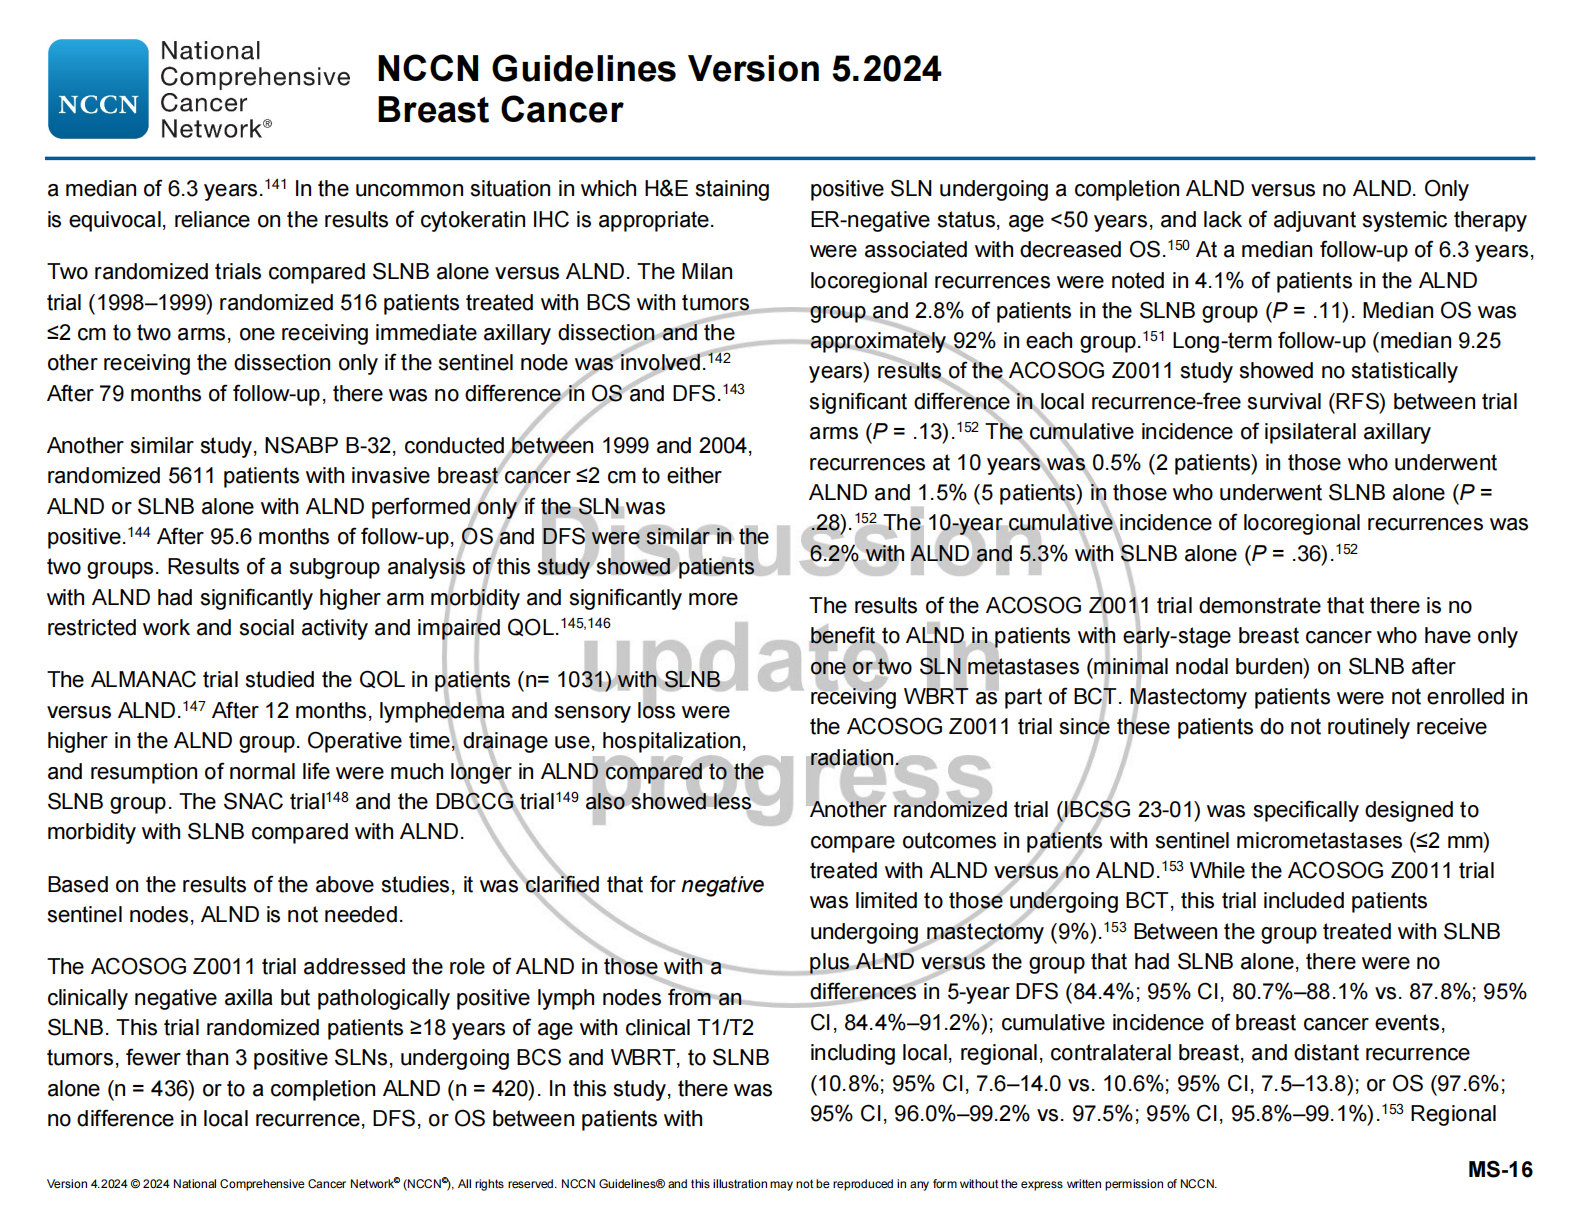 NCCN
National
Comprehensive
Cancer
Network®
NCCN Guidelines Version 5.2024
Breast Cancer
a median of 6.3 years.141 In the uncommon situation in which H&E staining
is equivocal, reliance on the results of cytokeratin IHC is appropriate.
Two randomized trials compared SLNB alone versus ALND. The Milan
trial (1998–1999) randomized 516 patients treated with BCS with tumors
≤2 cm to two arms, one receiving immediate axillary dissection and the
other receiving the dissection only if the sentinel node was involved.142
After 79 months of follow-up, there was no difference in OS and DFS.143
Another similar study, NSABP B-32, conducted between 1999 and 2004,
randomized 5611 patients with invasive breast cancer ≤2 cm to either
ALND or SLNB alone with ALND performed only if the SLN was
positive.144 After 95.6 months of follow-up, OS and DFS were similar in the
two groups. Results of a subgroup analysis of this study showed patients
with ALND had significantly higher arm morbidity and significantly more
restricted work and social activity and impaired QOL.145,146
The ALMANAC trial studied the QOL in patients (n= 1031) with SLNB
versus ALND.147 After 12 months, lymphedema and sensory loss were
higher in the ALND group. Operative time, drainage use, hospitalization,
and resumption of normal life were much longer in ALND compared to the
SLNB group. The SNAC trial148 and the DBCCG trial149 also showed less
morbidity with SLNB compared with ALND.
Based on the results of the above studies, it was clarified that for negative
sentinel nodes, ALND is not needed.
The ACOSOG Z0011 trial addressed the role of ALND in those with a
clinically negative axilla but pathologically positive lymph nodes from an
SLNB. This trial randomized patients ≥18 years of age with clinical T1/T2
tumors, fewer than 3 positive SLNs, undergoing BCS and WBRT, to SLNB
alone (n = 436) or to a completion ALND (n = 420). In this study, there was
no difference in local recurrence, DFS, or OS between patients with
positive SLN undergoing a completion ALND versus no ALND. Only
ER-negative status, age <50 years, and lack of adjuvant systemic therapy
were associated with decreased OS.150 At a median follow-up of 6.3 years,
locoregional recurrences were noted in 4.1% of patients in the ALND
group and 2.8% of patients in the SLNB group (P = .11). Median OS was
approximately 92% in each group.151 Long-term follow-up (median 9.25
years) results of the ACOSOG Z0011 study showed no statistically
significant difference in local recurrence-free survival (RFS) between trial
arms (P = .13).152 The cumulative incidence of ipsilateral axillary
recurrences at 10 years was 0.5% (2 patients) in those who underwent
ALND and 1.5% (5 patients) in those who underwent SLNB alone (P =
.28).152 The 10-year cumulative incidence of locoregional recurrences was
6.2% with ALND and 5.3% with SLNB alone (P = .36).152
The results of the ACOSOG Z0011 trial demonstrate that there is no
benefit to ALND in patients with early-stage breast cancer who have only
one or two SLN metastases (minimal nodal burden) on SLNB after
receiving WBRT as part of BCT. Mastectomy patients were not enrolled in
the ACOSOG Z0011 trial since these patients do not routinely receive
radiation.
Another randomized trial (IBCSG 23-01) was specifically designed to
compare outcomes in patients with sentinel micrometastases (≤2 mm)
treated with ALND versus no ALND.153 While the ACOSOG Z0011 trial
was limited to those undergoing BCT, this trial included patients
undergoing mastectomy (9%).153 Between the group treated with SLNB
plus ALND versus the group that had SLNB alone, there were no
differences in 5-year DFS (84.4%; 95% CI, 80.7%–88.1% vs. 87.8%; 95%
CI, 84.4%–91.2%); cumulative incidence of breast cancer events,
including local, regional, contralateral breast, and distant recurrence
(10.8%; 95% CI, 7.6–14.0 vs. 10.6%; 95% CI, 7.5–13.8); or OS (97.6%;
95% CI, 96.0%–99.2% vs. 97.5%; 95% CI, 95.8%–99.1%).153 Regional
Discussion
update in
progress
MS-16
Version 4.2024 © 2024 National Comprehensive Cancer Network© (NCCN©), All rights reserved. NCCN Guidelines® and this illustration may not be reproduced in any form without the express written permission of NCCN.